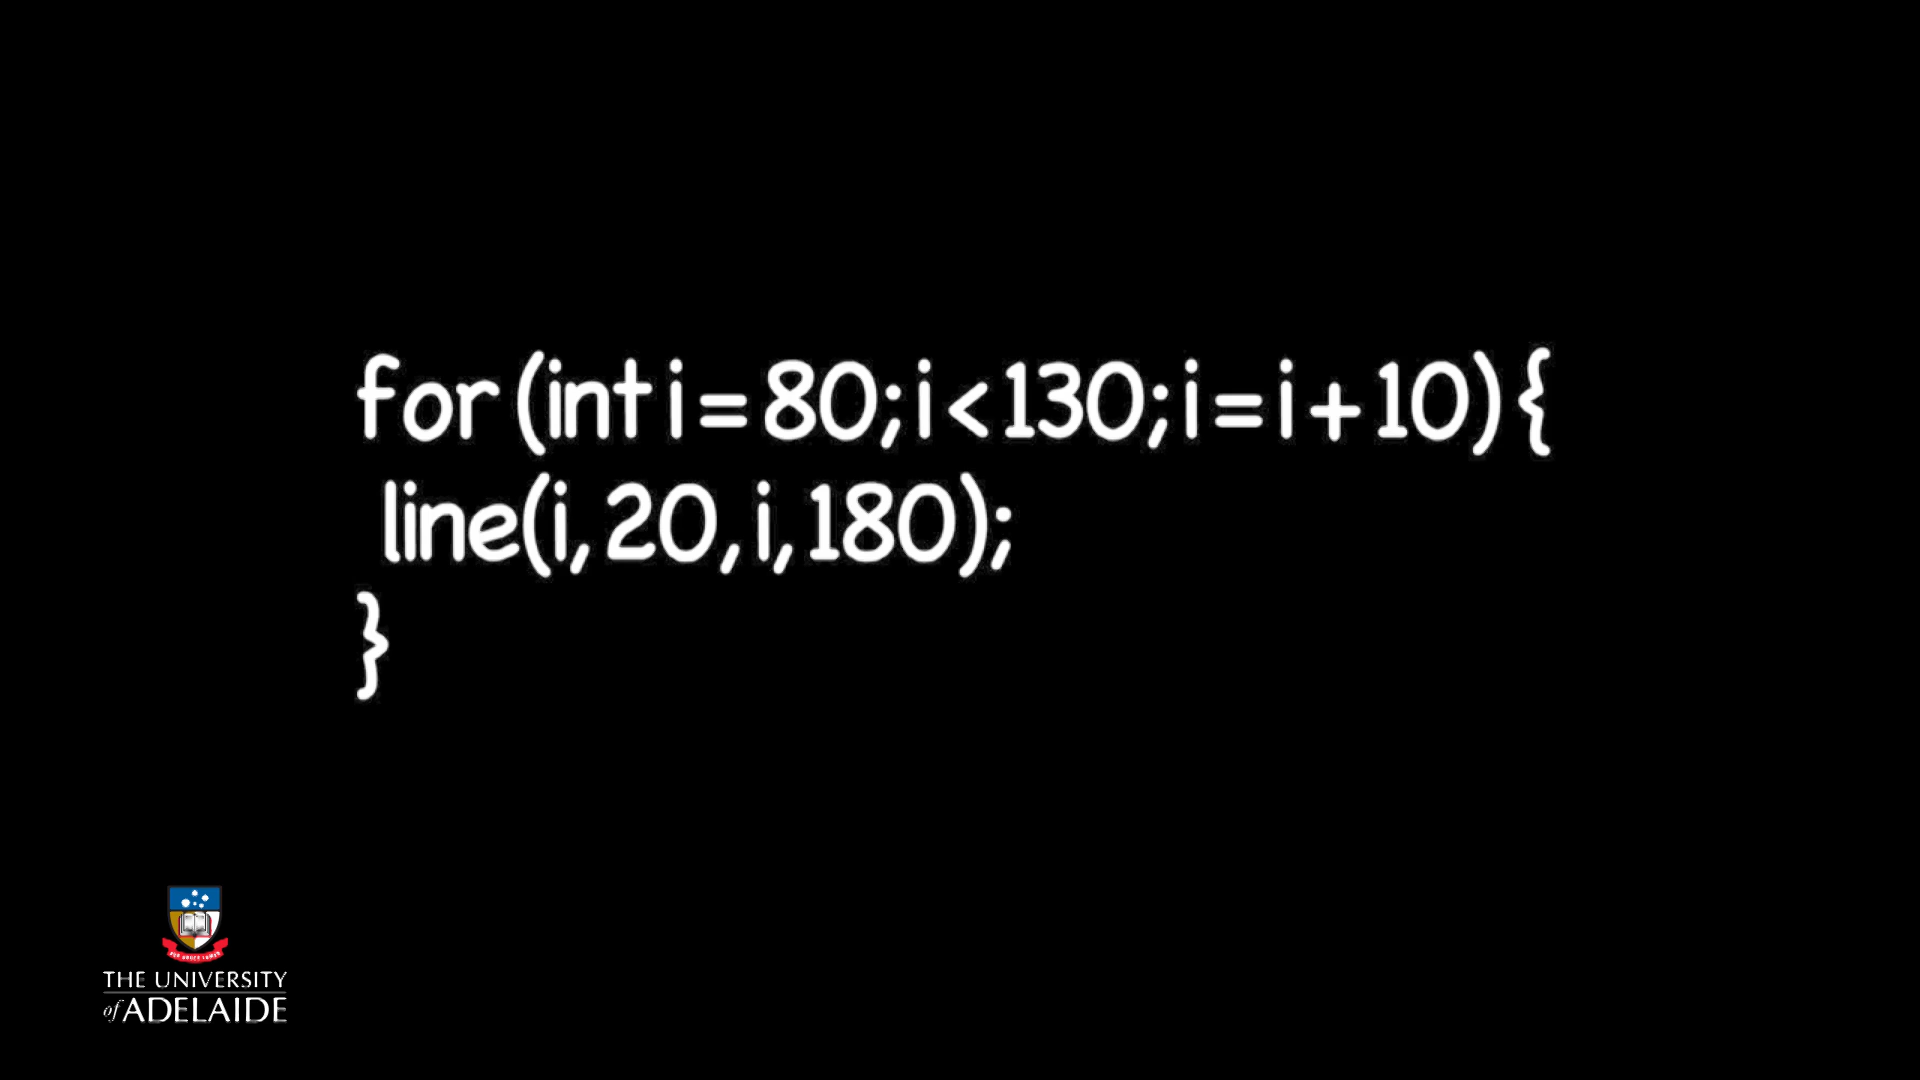 for (int i = 80; i < 130; i = i + 10) {
line(i, 20, i, 180);
}
THE UNIVERSITY
of ADELAIDE